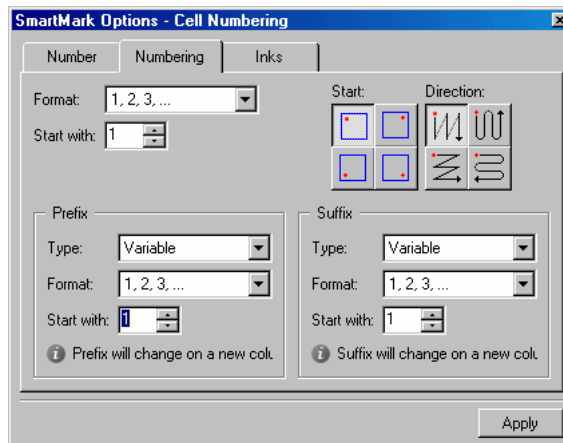 SmartMark Options - Cell Numbering
Number Numbering Inks
Format: 1, 2, 3, ...
Start with: 1
Start: Direction:
Prefix
Type: Variable
Format: 1, 2, 3, ...
Start with: 1
Prefix will change on a new colu
Suffix
Type: Variable
Format: 1, 2, 3, ...
Start with: 1
Suffix will change on a new colu
Apply